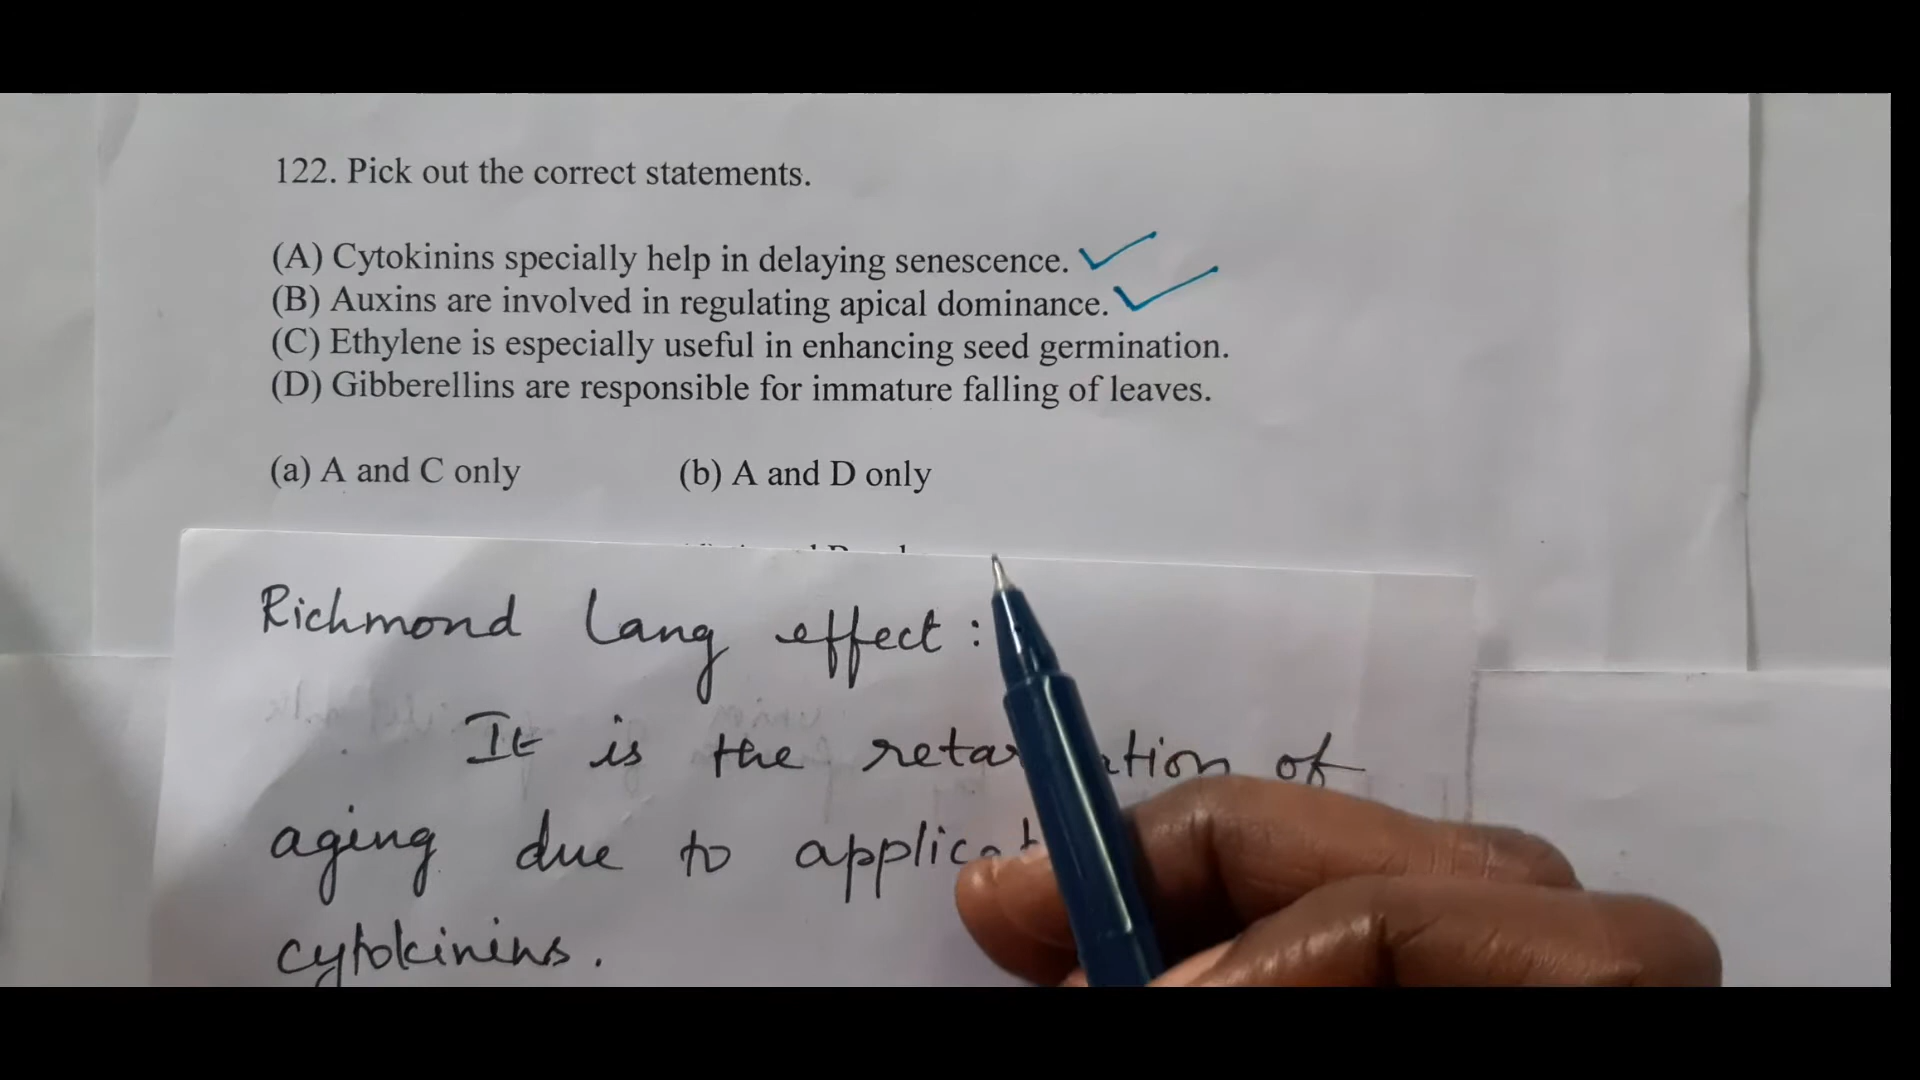 122. Pick out the correct statements.
(A) Cytokinins specially help in delaying senescence.
(B) Auxins are involved in regulating apical dominance.
(C) Ethylene is especially useful in enhancing seed germination.
(D) Gibberellins are responsible for immature falling of leaves.
(a) A and C only (b) A and D only
Richmond Lang effect :
It is the of
aging due to
cytokinins.